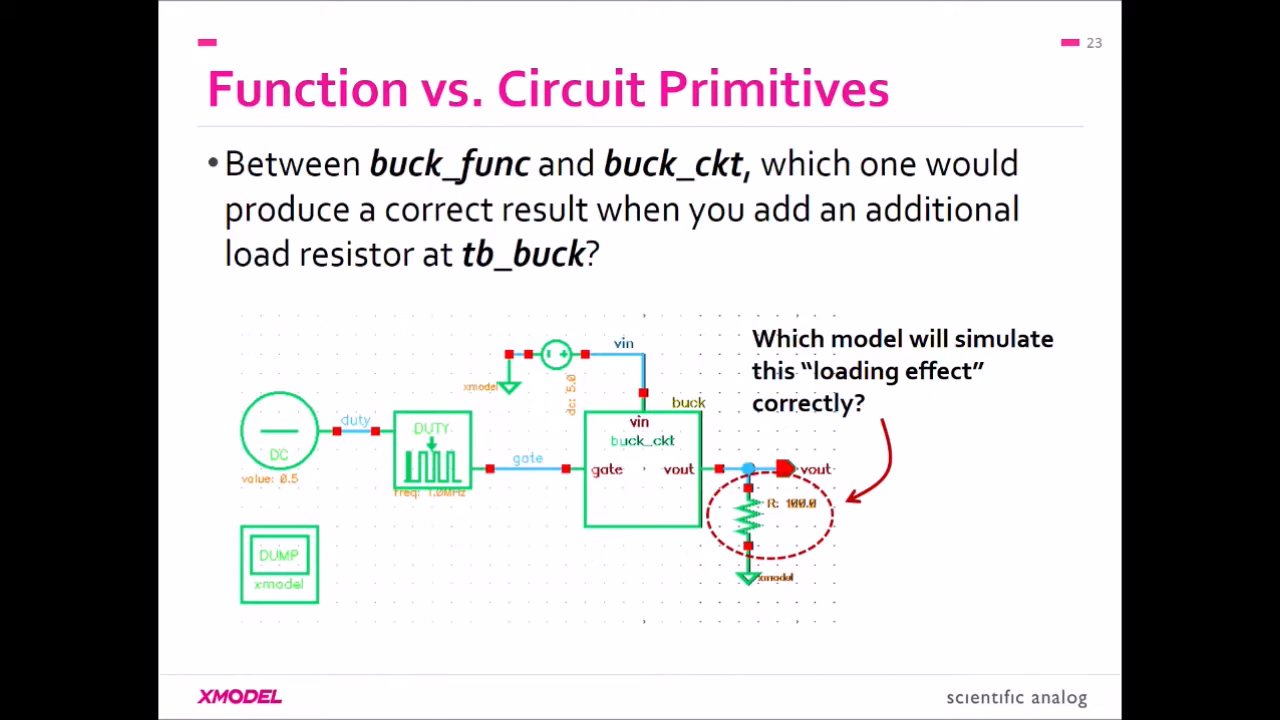 23
Function vs. Circuit Primitives
• Between buck_func and buck_ckt, which one would
produce a correct result when you add an additional
load resistor at tb_buck?
Which model will simulate
this “loading effect”
correctly?
vin
xmodel
dc: 5.0
buck
vin
buck_ckt
gate
vout
vout
duty
DUTY
freq: 1.0MHz
gate
DC
value: 0.5
R: 100.0
xmodel
DUMP
xmodel
XMODEL
scientific analog